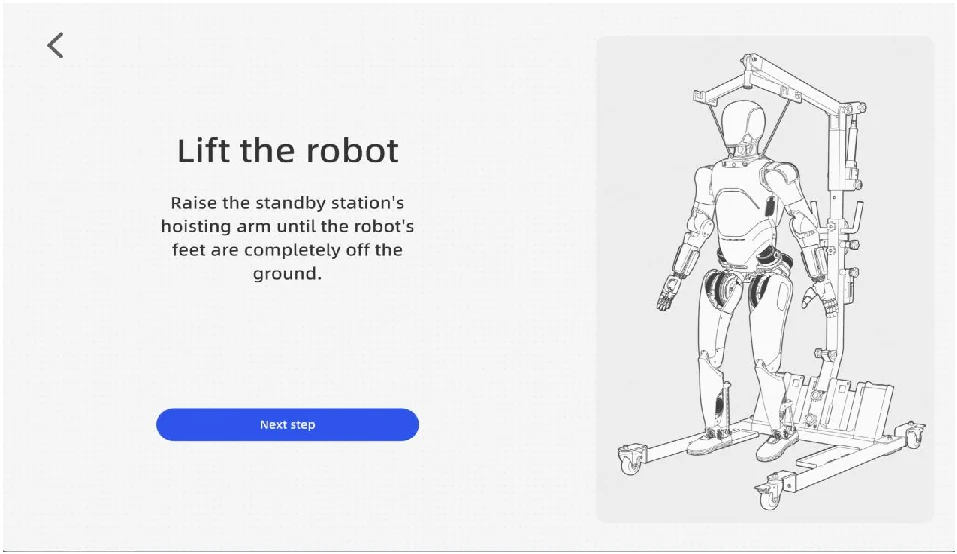 Lift the robot
Raise the standby station's
hoisting arm until the robot's
feet are completely off the
ground.
Next step